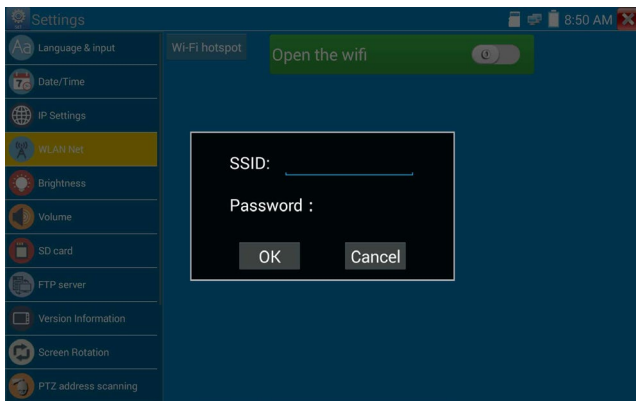 Settings
8:50 AM
Language & input
Wi-Fi hotspot
Open the wifi
Date/Time
IP Settings
WLAN Net
Brightness
Volume
SD card
FTP server
Version Information
Screen Rotation
PTZ address scanning
SSID:
Password :
OK
Cancel